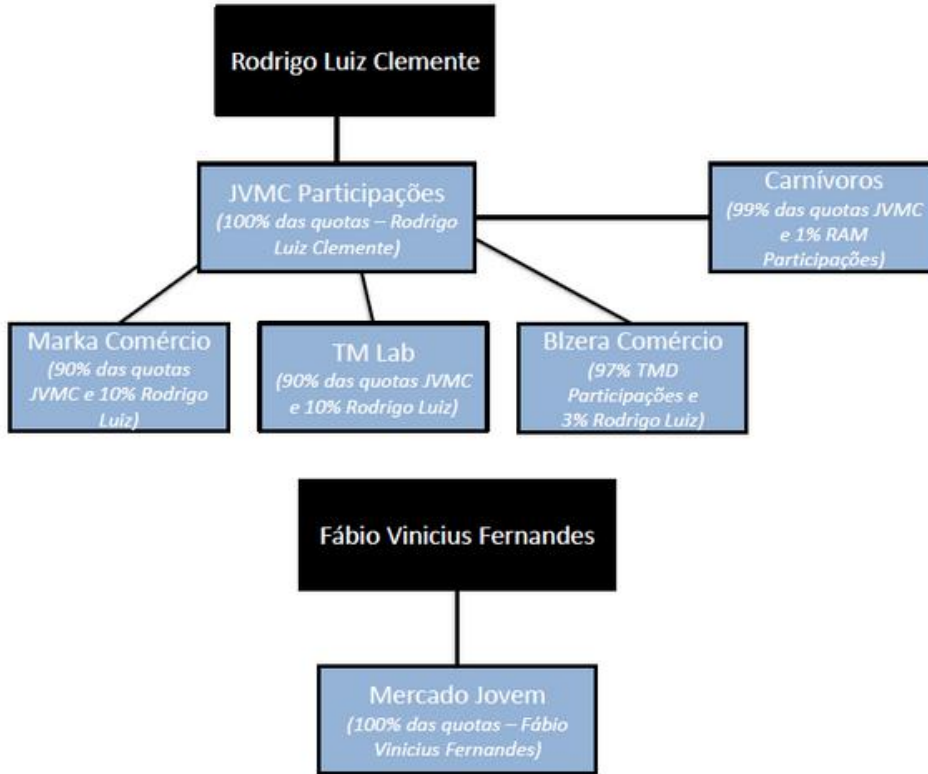 Rodrigo Luiz Clemente
JVMC Participações
(100% das quotas – Rodrigo
Luiz Clemente)
Carnívoros
(99% das quotas JVMC
e 1% RAM
Participações)
Marka Comércio
(90% das quotas
JVMC e 10% Rodrigo
Luiz)
TM Lab
(90% das quotas JVMC
e 10% Rodrigo Luiz)
Blzera Comércio
(97% TMD
Participações e
3% Rodrigo Luiz)
Fábio Vinicius Fernandes
Mercado Jovem
(100% das quotas – Fábio
Vinicius Fernandes)